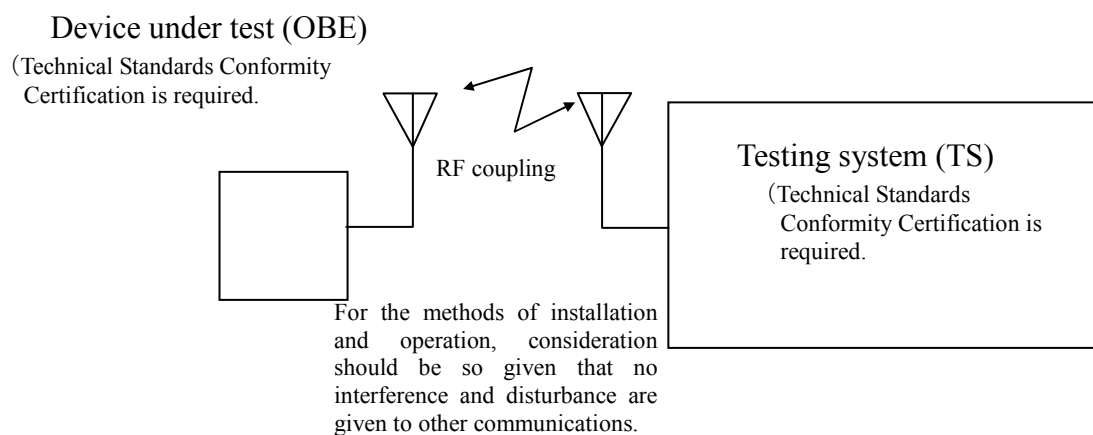 Device under test (OBE)
（Technical Standards Conformity
Certification is required.
RF coupling
Testing system (TS)
（Technical Standards
Conformity Certification is
required.
For the methods of installation
and operation, consideration
should be so given that no
interference and disturbance are
given to other communications.